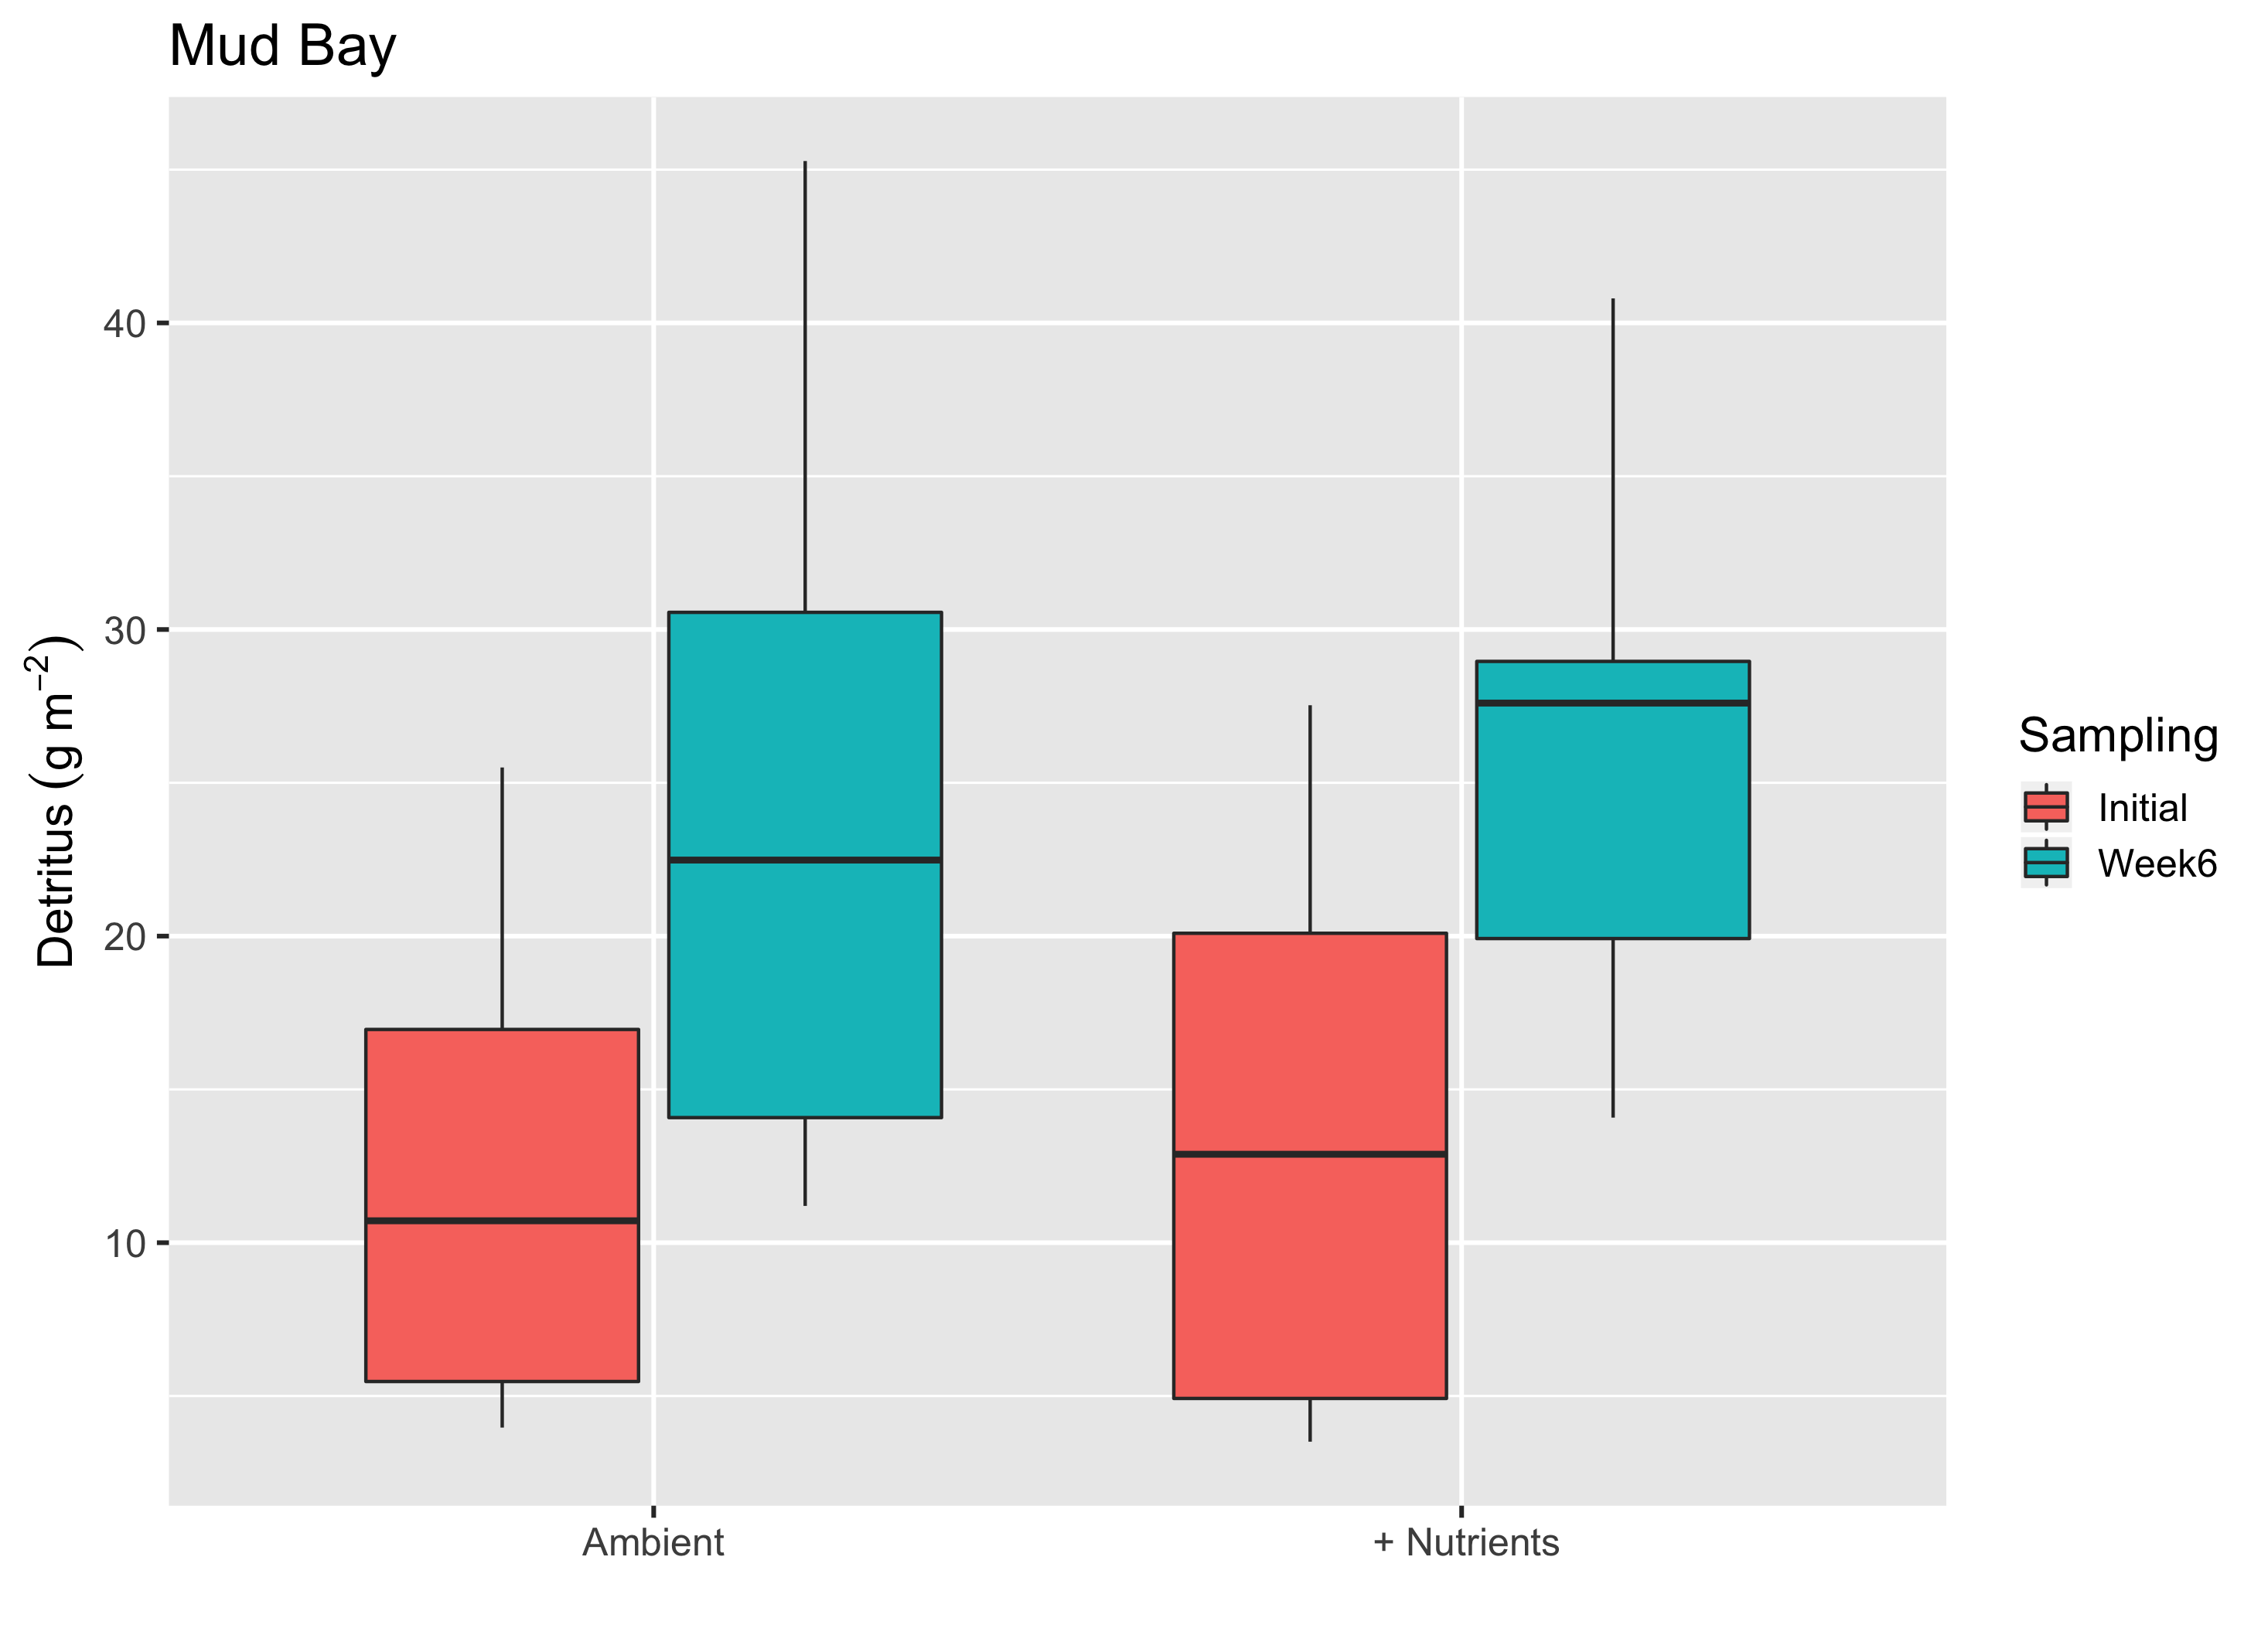 Mud Bay
Detritus (g m⁻²)
40
30
20
10
Ambient
+ Nutrients
Sampling
Initial
Week6